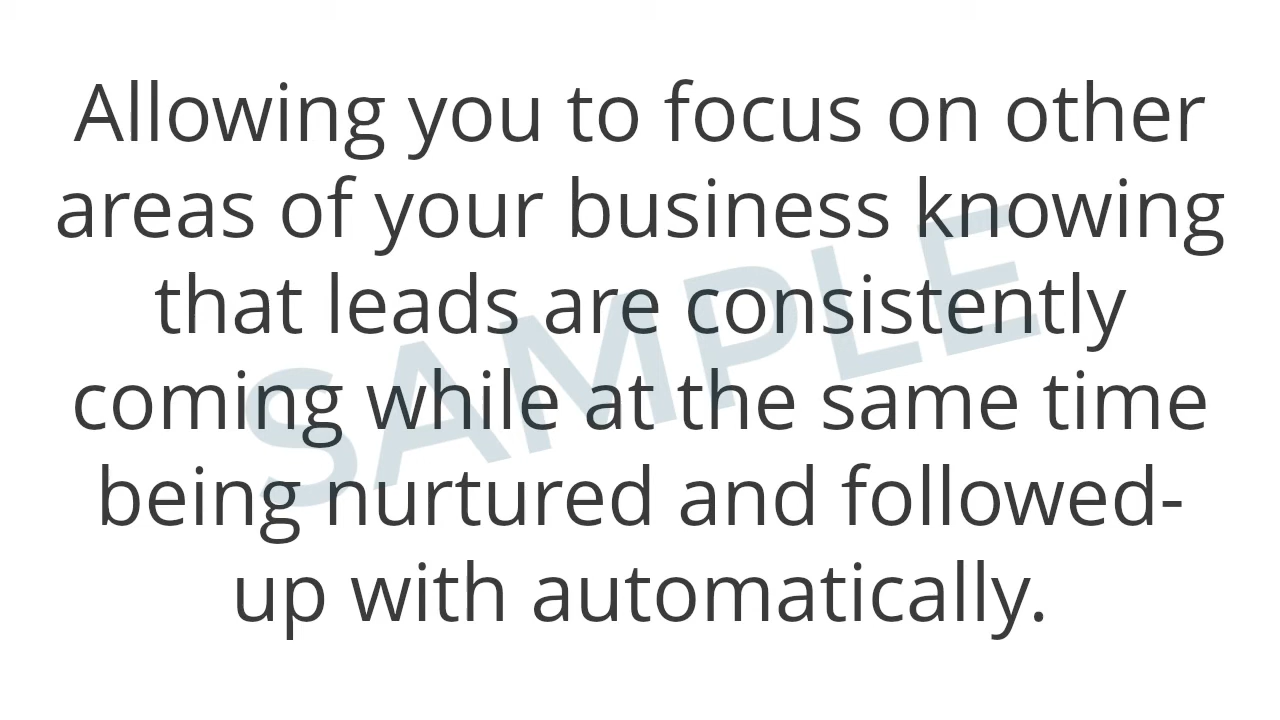 Allowing you to focus on other
areas of your business knowing
that leads are consistently
coming while at the same time
being nurtured and followed-
up with automatically.
SAMPLE